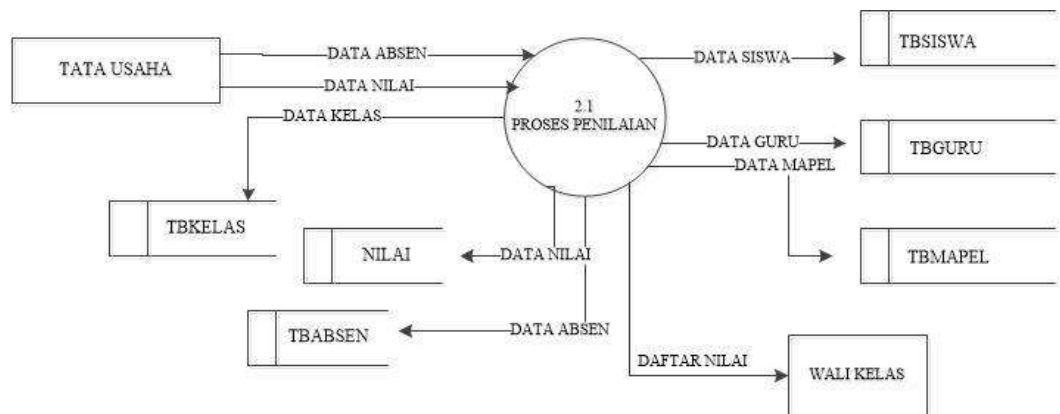 TATA USAHA
DATA ABSEN
DATA NILAI
DATA KELAS
2.1
PROSES PENILAIAN
DATA SISWA
TBSISWA
DATA GURU
TBGURU
DATA MAPEL
TBMAPEL
TBKELAS
NILAI
DATA NILAI
TBABSEN
DATA ABSEN
DAFTAR NILAI
WALI KELAS